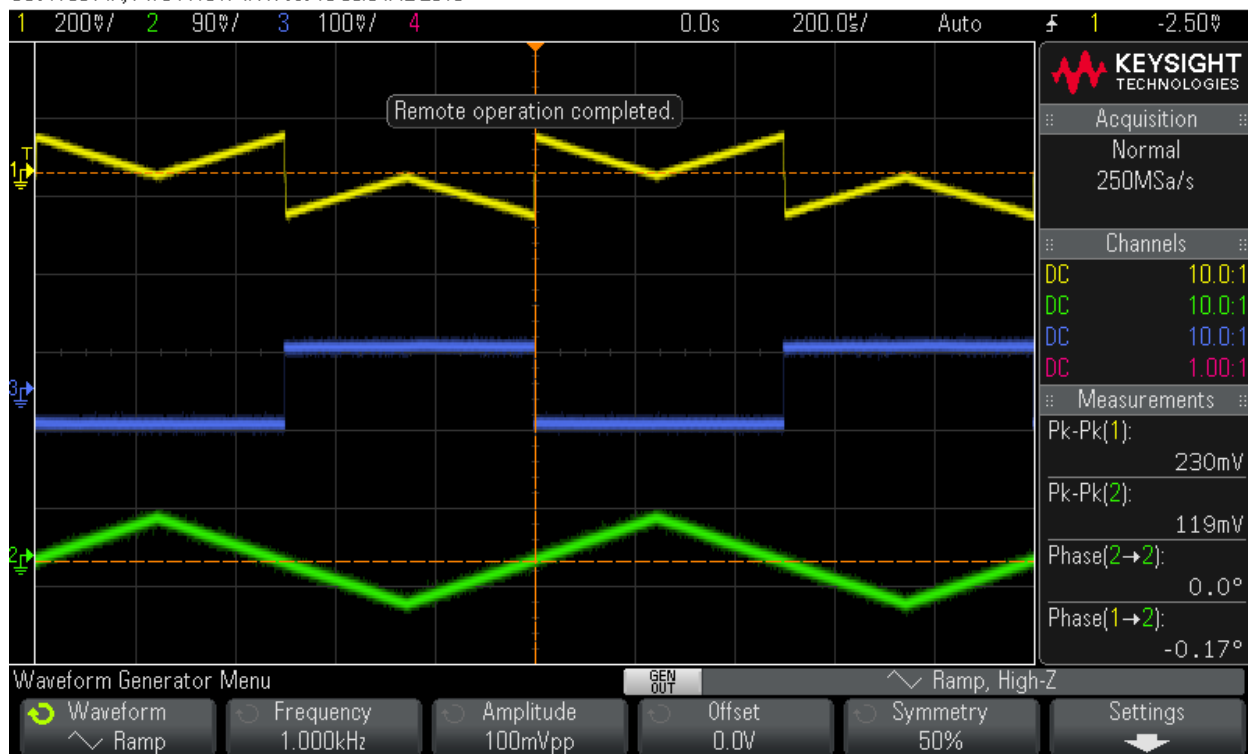 1 200㎷/ 2 90㎷/ 3 100㎷/ 4 0.0s 200.0㎲/ Auto 1 -2.50㎷
KEYSIGHT
TECHNOLOGIES
Remote operation completed.
Acquisition
Normal
250MSa/s
T
1
Channels
DC 10.0:1
DC 10.0:1
DC 10.0:1
DC 1.00:1
3
Measurements
Pk-Pk(1):
230mV
Pk-Pk(2):
119mV
2
Phase(2→2):
0.0°
Phase(1→2):
-0.17°
Waveform Generator Menu GEN OUT Ramp, High-Z
Waveform Frequency Amplitude Offset Symmetry Settings
Ramp 1.000kHz 100mVpp 0.0V 50%